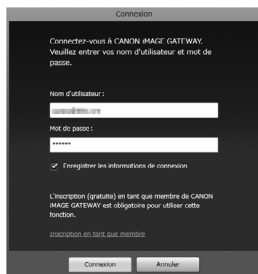 Connexion
Connectez-vous à CANON iMAGE GATEWAY.
Veuillez entrer vos nom d'utilisateur et mot de
passe.
Nom d'utilisateur :
Mot de passe :
******
Enregistrer les informations de connexion
L'inscription (gratuite) en tant que membre de CANON
iMAGE GATEWAY est obligatoire pour utiliser cette
fonction.
Inscription en tant que membre
Connexion
Annuler